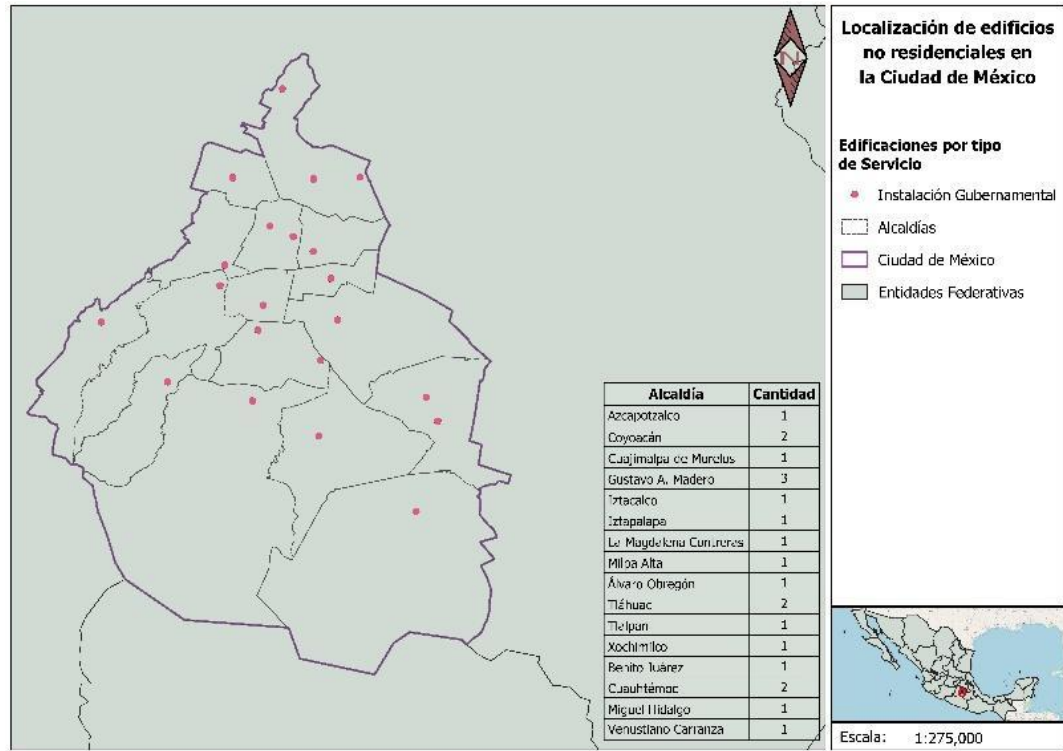 N
Localización de edificios
no residenciales en
la Ciudad de México
Edificaciones por tipo
de Servicio
Instalación Gubernamental
Alcaldías
Ciudad de México
Entidades Federativas
Alcaldía Cantidad
Azcapotzalco 1
Coyoacán 2
Cuajimalpa de Morelos 1
Gustavo A. Madero 3
Iztacalco 1
Iztapalapa 1
La Magdalena Contreras 1
Milpa Alta 1
Álvaro Obregón 1
Tláhuac 2
Tlalpan 1
Xochimilco 1
Benito Juárez 1
Cuauhtémoc 2
Miguel Hidalgo 1
Venustiano Carranza 1
Escala: 1:275,000